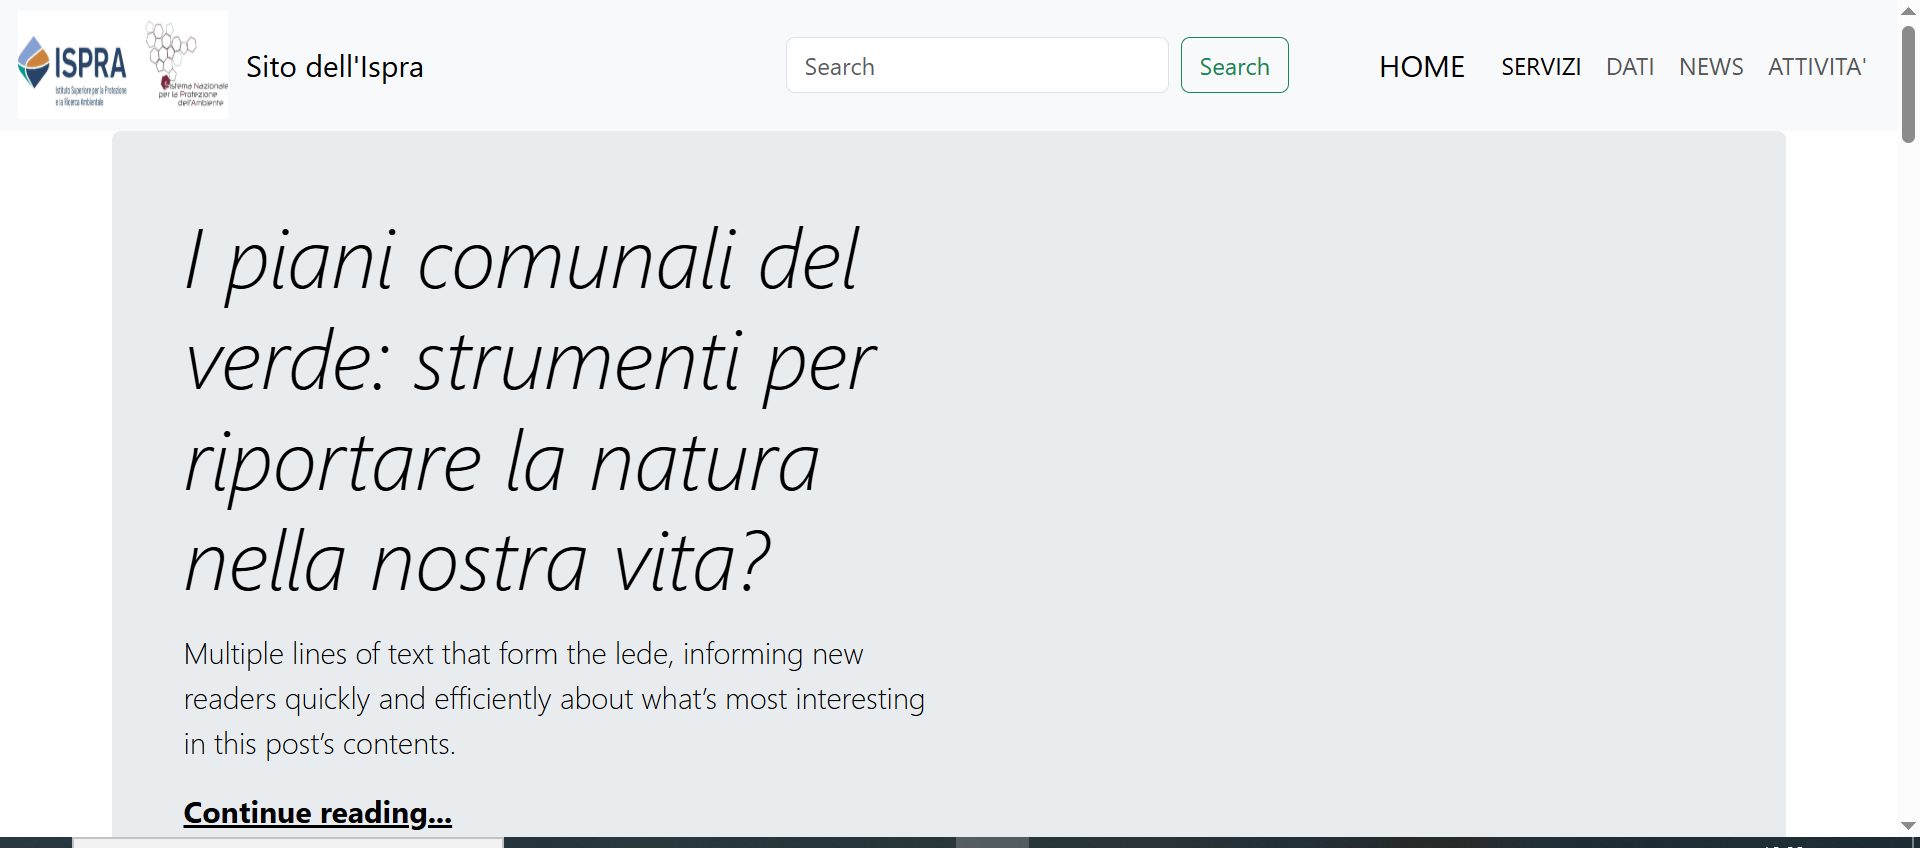 ISPRA
Istituto Superiore per la Protezione
e la Ricerca Ambientale
Sistema Nazionale
per la Protezione
dell'Ambiente
Sito dell'Ispra
Search
Search
HOME
SERVIZI
DATI
NEWS
ATTIVITA'
I piani comunali del
verde: strumenti per
riportare la natura
nella nostra vita?
Multiple lines of text that form the lede, informing new
readers quickly and efficiently about what’s most interesting
in this post’s contents.
Continue reading...